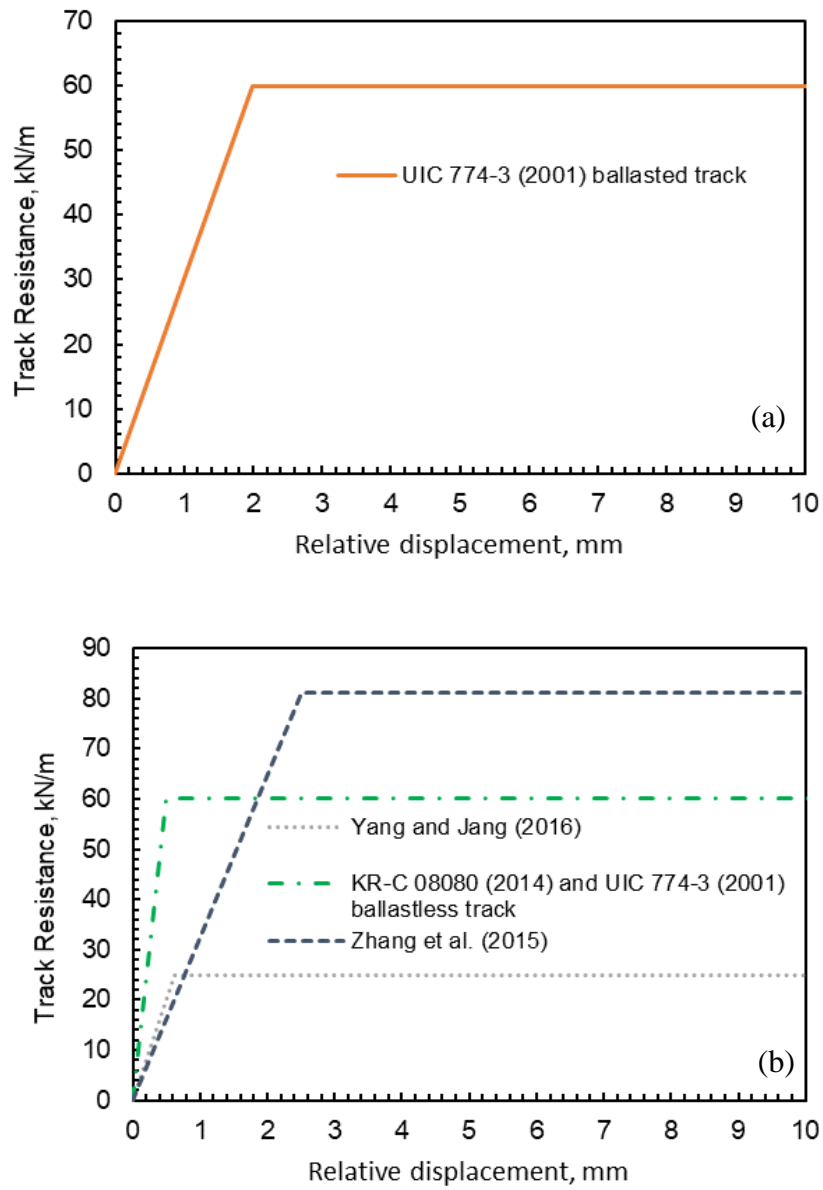 70
60
50
40
30
20
10
0
Track Resistance, kN/m
UIC 774-3 (2001) ballasted track
(a)
0 1 2 3 4 5 6 7 8 9 10
Relative displacement, mm
90
80
70
60
50
40
30
20
10
0
Track Resistance, kN/m
Yang and Jang (2016)
KR-C 08080 (2014) and UIC 774-3 (2001)
ballastless track
Zhang et al. (2015)
(b)
0 1 2 3 4 5 6 7 8 9 10
Relative displacement, mm